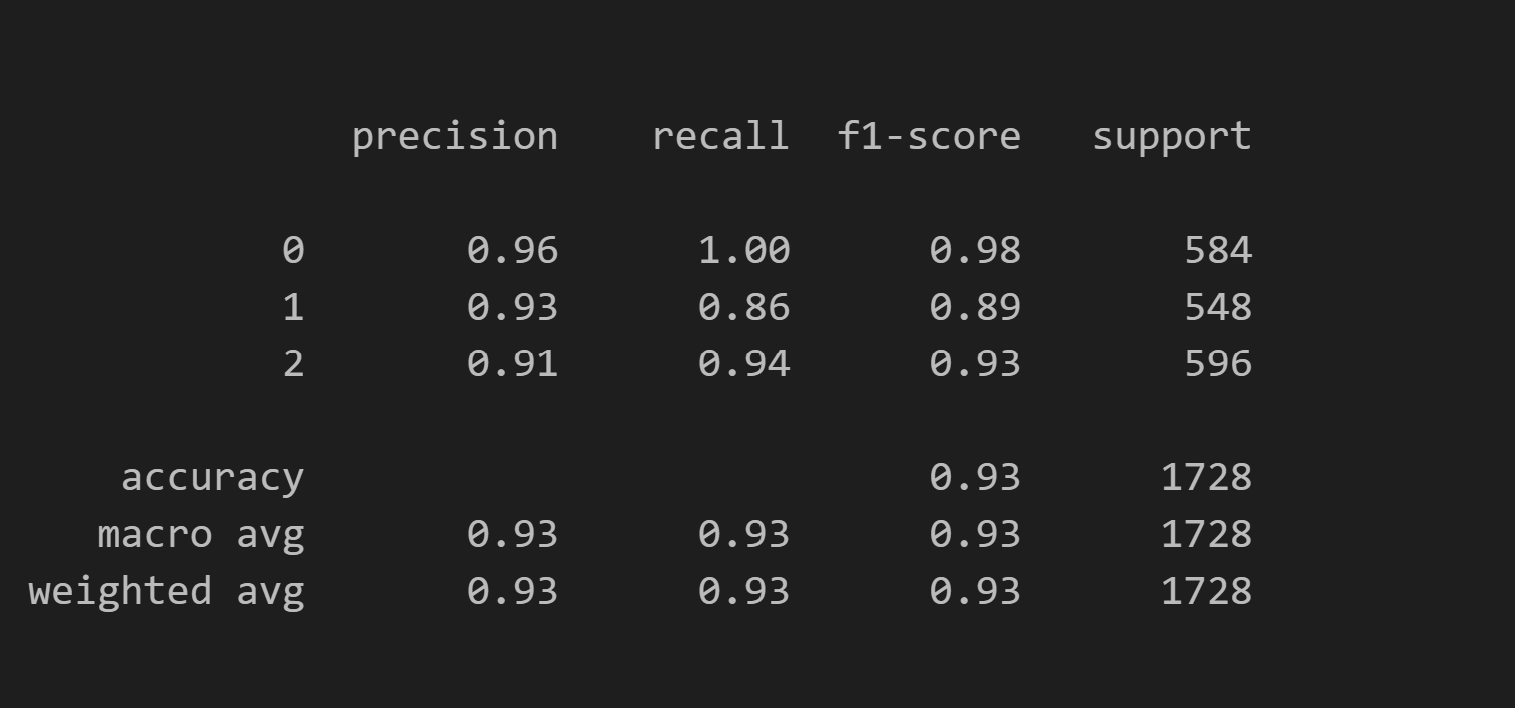 precision recall f1-score support
0 0.96 1.00 0.98 584
1 0.93 0.86 0.89 548
2 0.91 0.94 0.93 596
accuracy 0.93 1728
macro avg 0.93 0.93 0.93 1728
weighted avg 0.93 0.93 0.93 1728